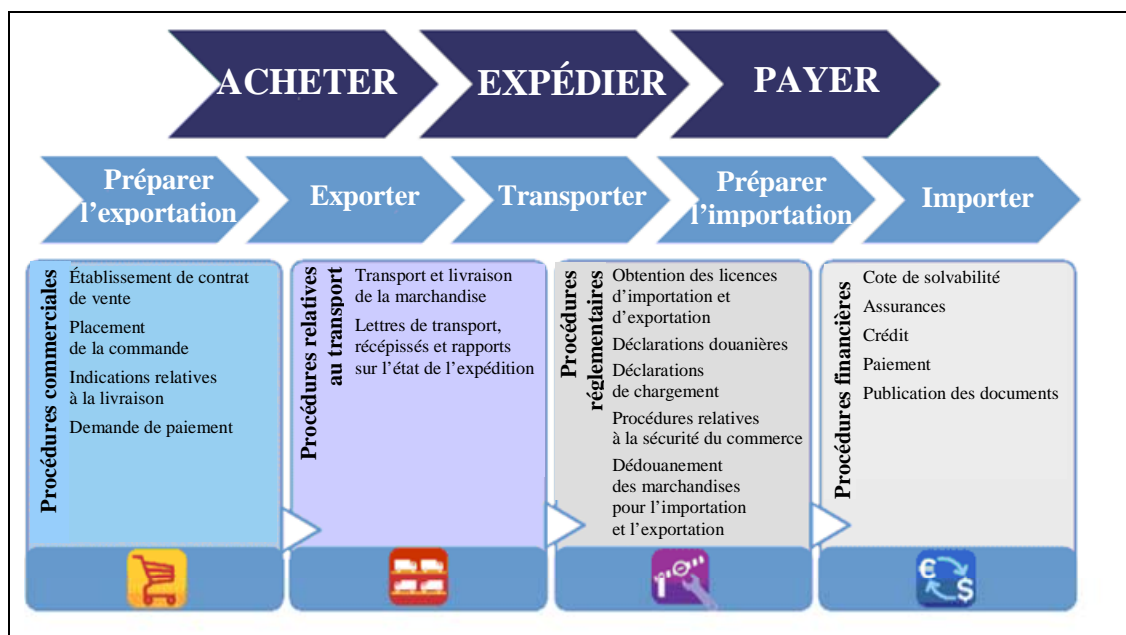 ACHETER
EXPÉDIER
PAYER
Préparer
l’exportation
Exporter
Transporter
Préparer
l’importation
Importer
Procédures commerciales
Établissement de contrat
de vente
Placement
de la commande
Indications relatives
à la livraison
Demande de paiement
Procédures relatives
au transport
Transport et livraison
de la marchandise
Lettres de transport,
récépissés et rapports
sur l’état de l’expédition
Procédures
réglementaires
Obtention des licences
d’importation et
d’exportation
Déclarations douanières
Déclarations
de chargement
Procédures relatives
à la sécurité du commerce
Dédouanement
des marchandises
pour l’importation
et l’exportation
Procédures financières
Cote de solvabilité
Assurances
Crédit
Paiement
Publication des documents
€
$